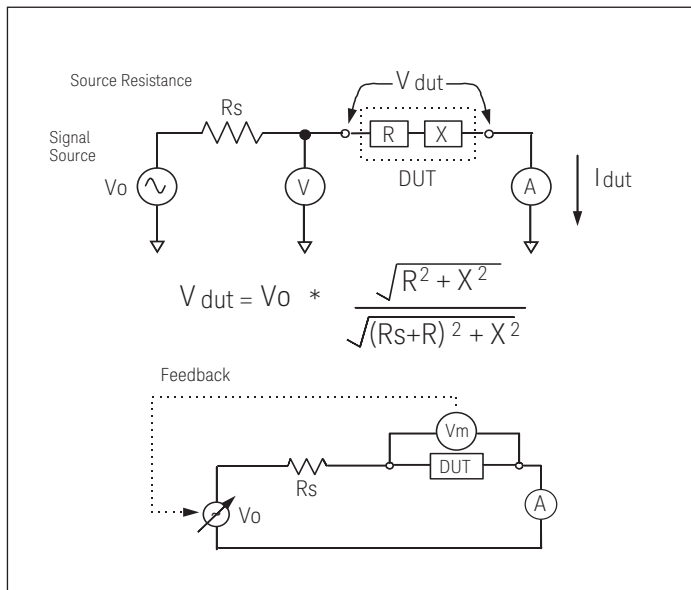 Source Resistance
V dut
Rs
R
X
Signal
Source
Vo
V
DUT
A
I dut
V dut = Vo * √R² + X² / √(Rs+R)² + X²
Feedback
Vm
DUT
Rs
A
Vo